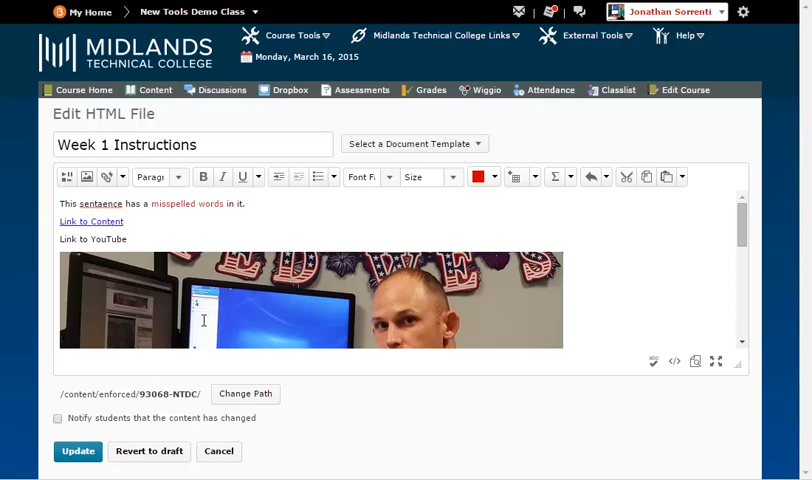 My Home New Tools Demo Class Jonathan Sorrenti
MIDLANDS
TECHNICAL COLLEGE
Course Tools Midlands Technical College Links External Tools Help
Monday, March 16, 2015
Course Home Content Discussions Dropbox Assessments Grades Wiggio Attendance Classlist Edit Course
Edit HTML File
Week 1 Instructions Select a Document Template
Paragr B I U Font Fa Size Σ
This sentaence has a misspelled words in it.
Link to Content
Link to YouTube
ED WE'S
abc </>
/content/enforced/93068-NTDC/ Change Path
Notify students that the content has changed
Update Revert to draft Cancel